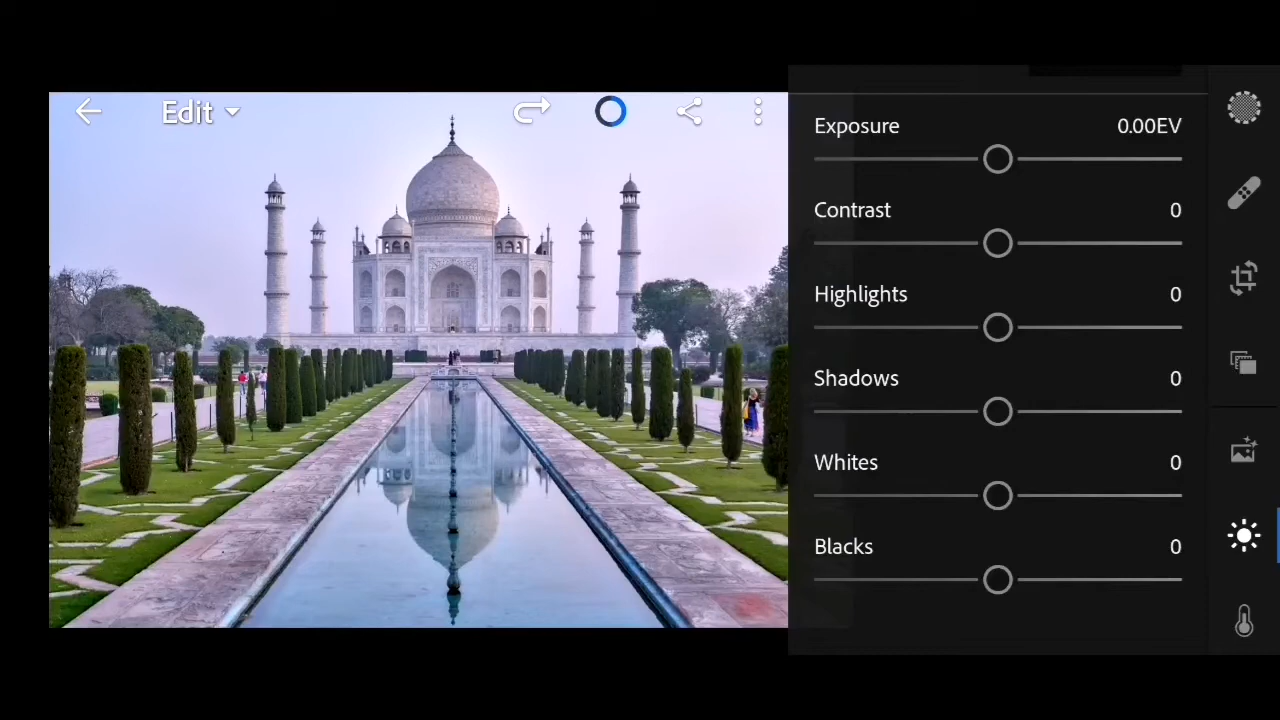 Edit
Exposure 0.00EV
Contrast 0
Highlights 0
Shadows 0
Whites 0
Blacks 0